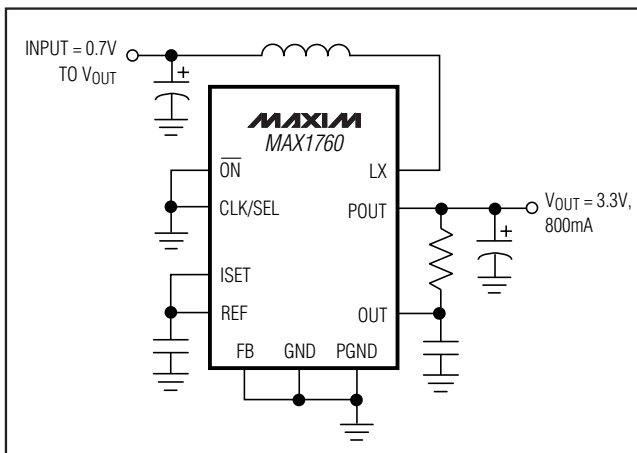 INPUT = 0.7V
TO VOUT
+
MAXIM
MAX1760
ON
CLK/SEL
ISET
REF
FB GND PGND
LX
POUT
OUT
VOUT = 3.3V,
800mA
+